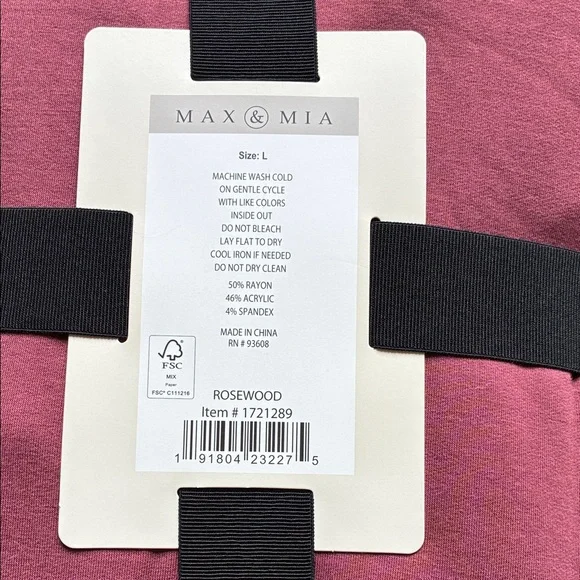 MAX & MIA
Size: L
MACHINE WASH COLD
ON GENTLE CYCLE
WITH LIKE COLORS
INSIDE OUT
DO NOT BLEACH
LAY FLAT TO DRY
COOL IRON IF NEEDED
DO NOT DRY CLEAN
50% RAYON
46% ACRYLIC
4% SPANDEX
MADE IN CHINA
RN # 93608
FSC
MIX
Paper
FSC® C111216
ROSEWOOD
Item # 1721289
1 91804 23227 5